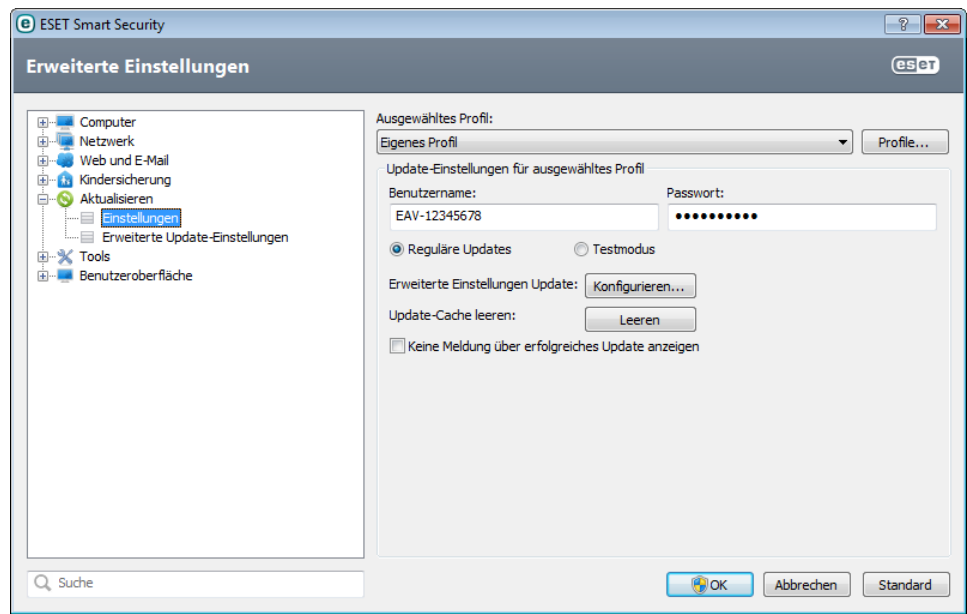 ESET Smart Security
Erweiterte Einstellungen
eseT
Computer
Netzwerk
Web und E-Mail
Kindersicherung
Aktualisieren
Einstellungen
Erweiterte Update-Einstellungen
Tools
Benutzeroberfläche
Suche
Ausgewähltes Profil:
Eigenes Profil
Profile...
Update-Einstellungen für ausgewähltes Profil
Benutzername: Passwort:
EAV-12345678 ••••••••••
Reguläre Updates Testmodus
Erweiterte Einstellungen Update: Konfigurieren...
Update-Cache leeren: Leeren
Keine Meldung über erfolgreiches Update anzeigen
OK Abbrechen Standard